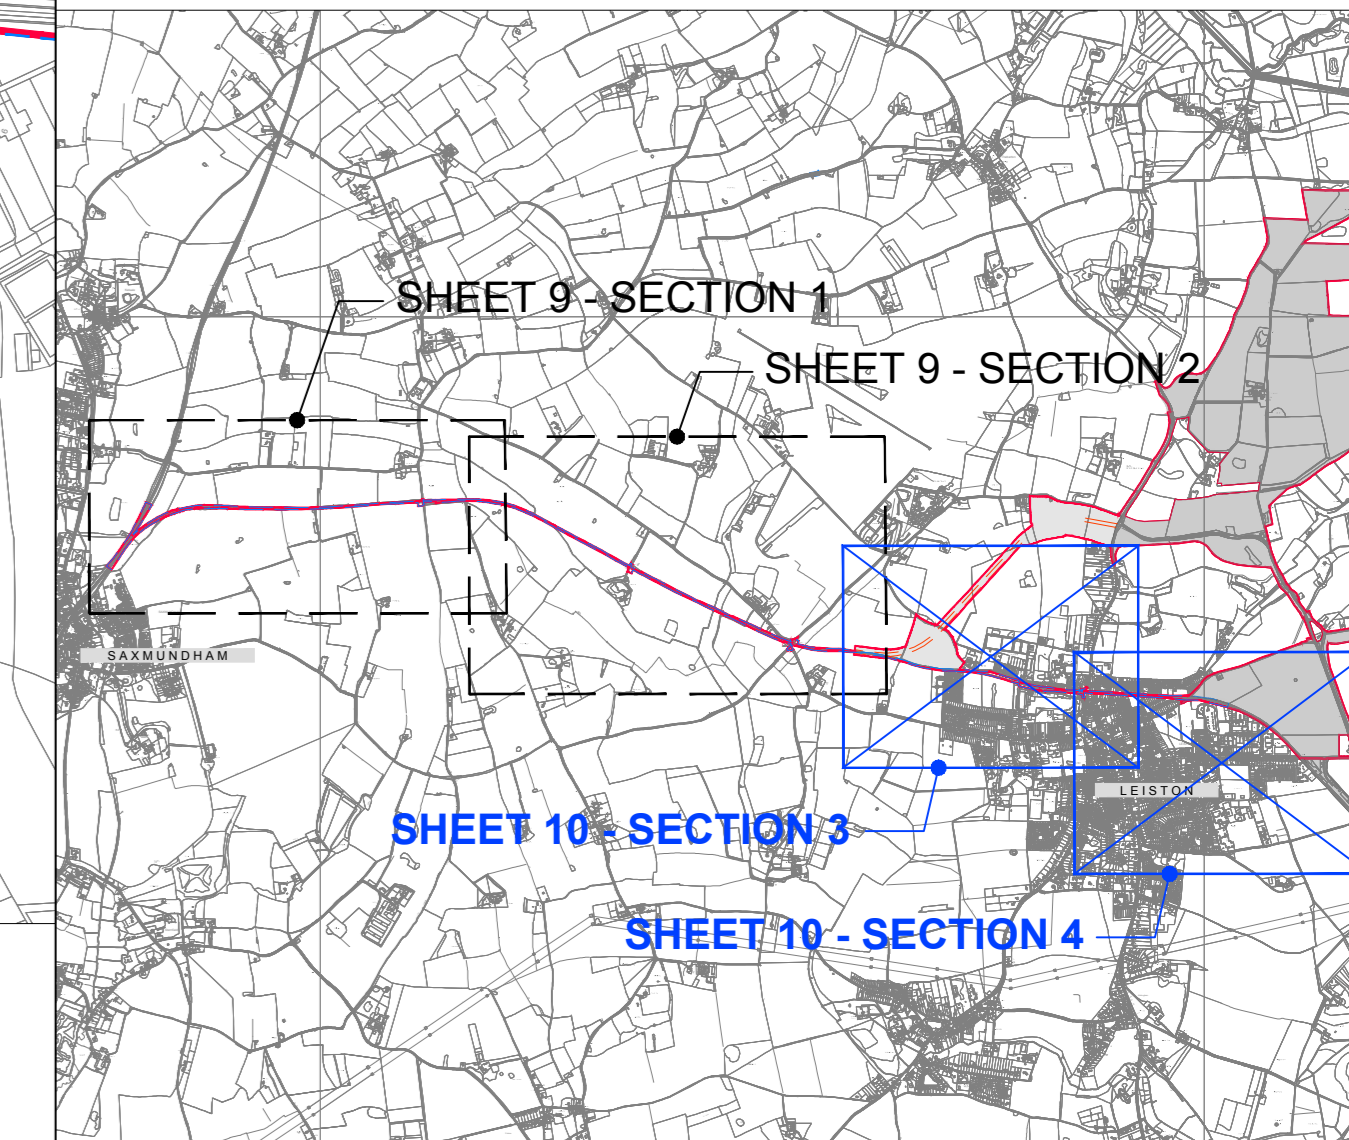 SHEET 9 - SECTION 1
SHEET 9 - SECTION 2
SAXMUNDHAM
LEISTON
SHEET 10 - SECTION 3
SHEET 10 - SECTION 4